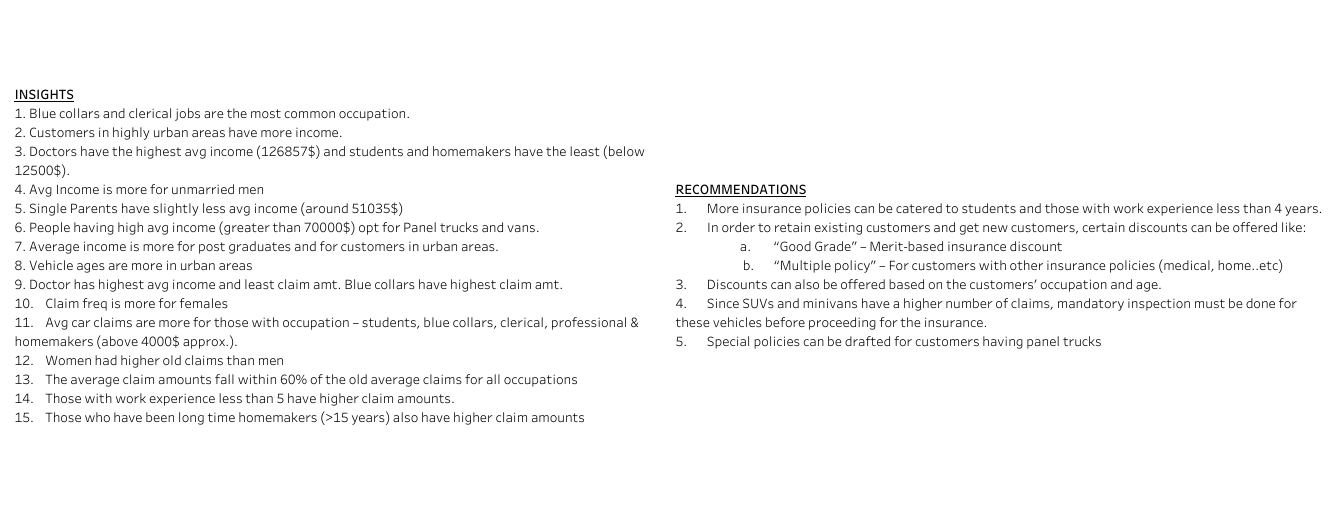 INSIGHTS
1. Blue collars and clerical jobs are the most common occupation.
2. Customers in highly urban areas have more income.
3. Doctors have the highest avg income (126857$) and students and homemakers have the least (below
12500$).
4. Avg Income is more for unmarried men
5. Single Parents have slightly less avg income (around 51035$)
6. People having high avg income (greater than 70000$) opt for Panel trucks and vans.
7. Average income is more for post graduates and for customers in urban areas.
8. Vehicle ages are more in urban areas
9. Doctor has highest avg income and least claim amt. Blue collars have highest claim amt.
10. Claim freq is more for females
11. Avg car claims are more for those with occupation – students, blue collars, clerical, professional &
homemakers (above 4000$ approx.).
12. Women had higher old claims than men
13. The average claim amounts fall within 60% of the old average claims for all occupations
14. Those with work experience less than 5 have higher claim amounts.
15. Those who have been long time homemakers (>15 years) also have higher claim amounts
RECOMMENDATIONS
1. More insurance policies can be catered to students and those with work experience less than 4 years.
2. In order to retain existing customers and get new customers, certain discounts can be offered like:
a. “Good Grade” – Merit-based insurance discount
b. “Multiple policy” – For customers with other insurance policies (medical, home..etc)
3. Discounts can also be offered based on the customers’ occupation and age.
4. Since SUVs and minivans have a higher number of claims, mandatory inspection must be done for
these vehicles before proceeding for the insurance.
5. Special policies can be drafted for customers having panel trucks